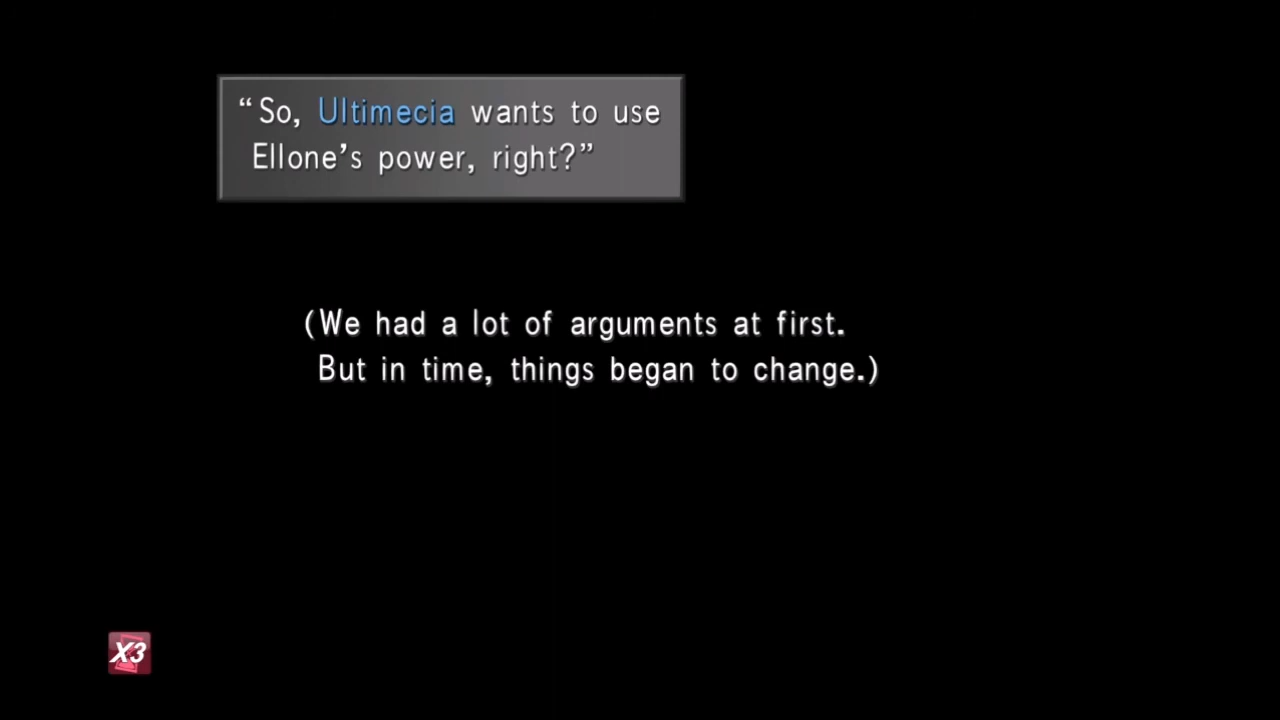 “So, Ultimecia wants to use
Ellone’s power, right?”
(We had a lot of arguments at first.
But in time, things began to change.)
X3